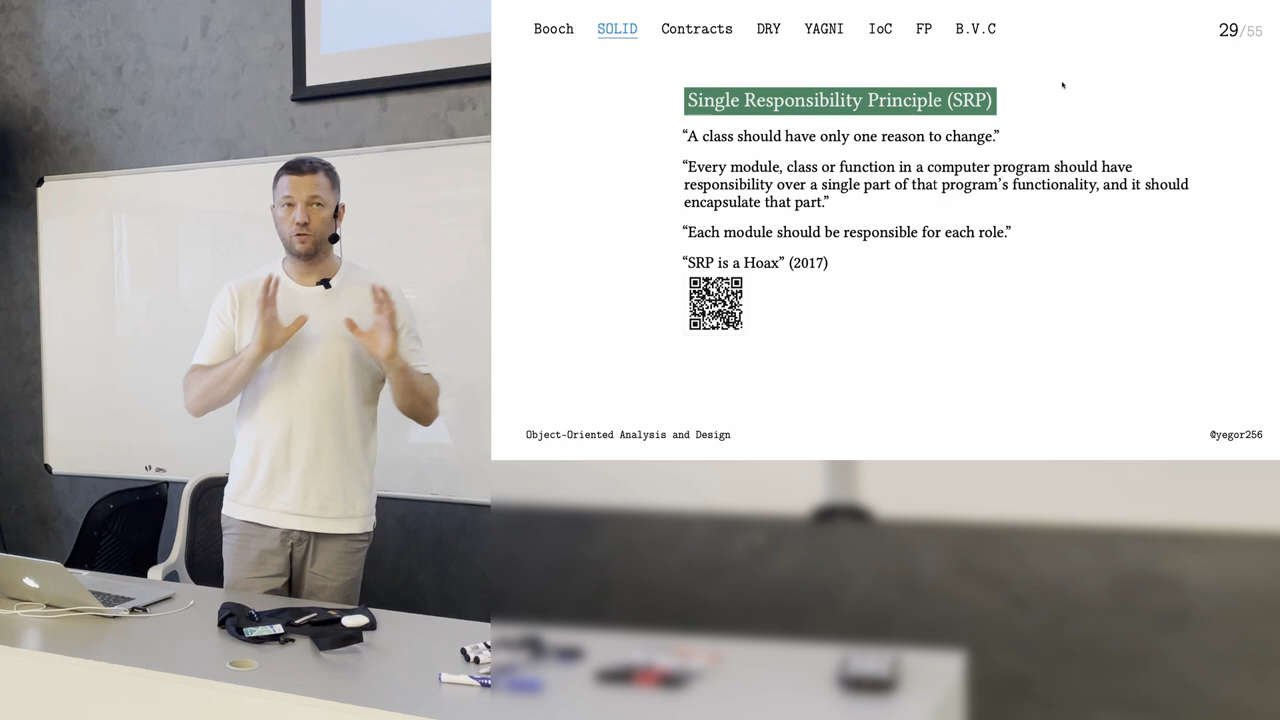 Booch SOLID Contracts DRY YAGNI IoC FP B.V.C
29/55
Single Responsibility Principle (SRP)
“A class should have only one reason to change.”
“Every module, class or function in a computer program should have
responsibility over a single part of that program’s functionality, and it should
encapsulate that part.”
“Each module should be responsible for each role.”
“SRP is a Hoax” (2017)
Object-Oriented Analysis and Design
@yegor256